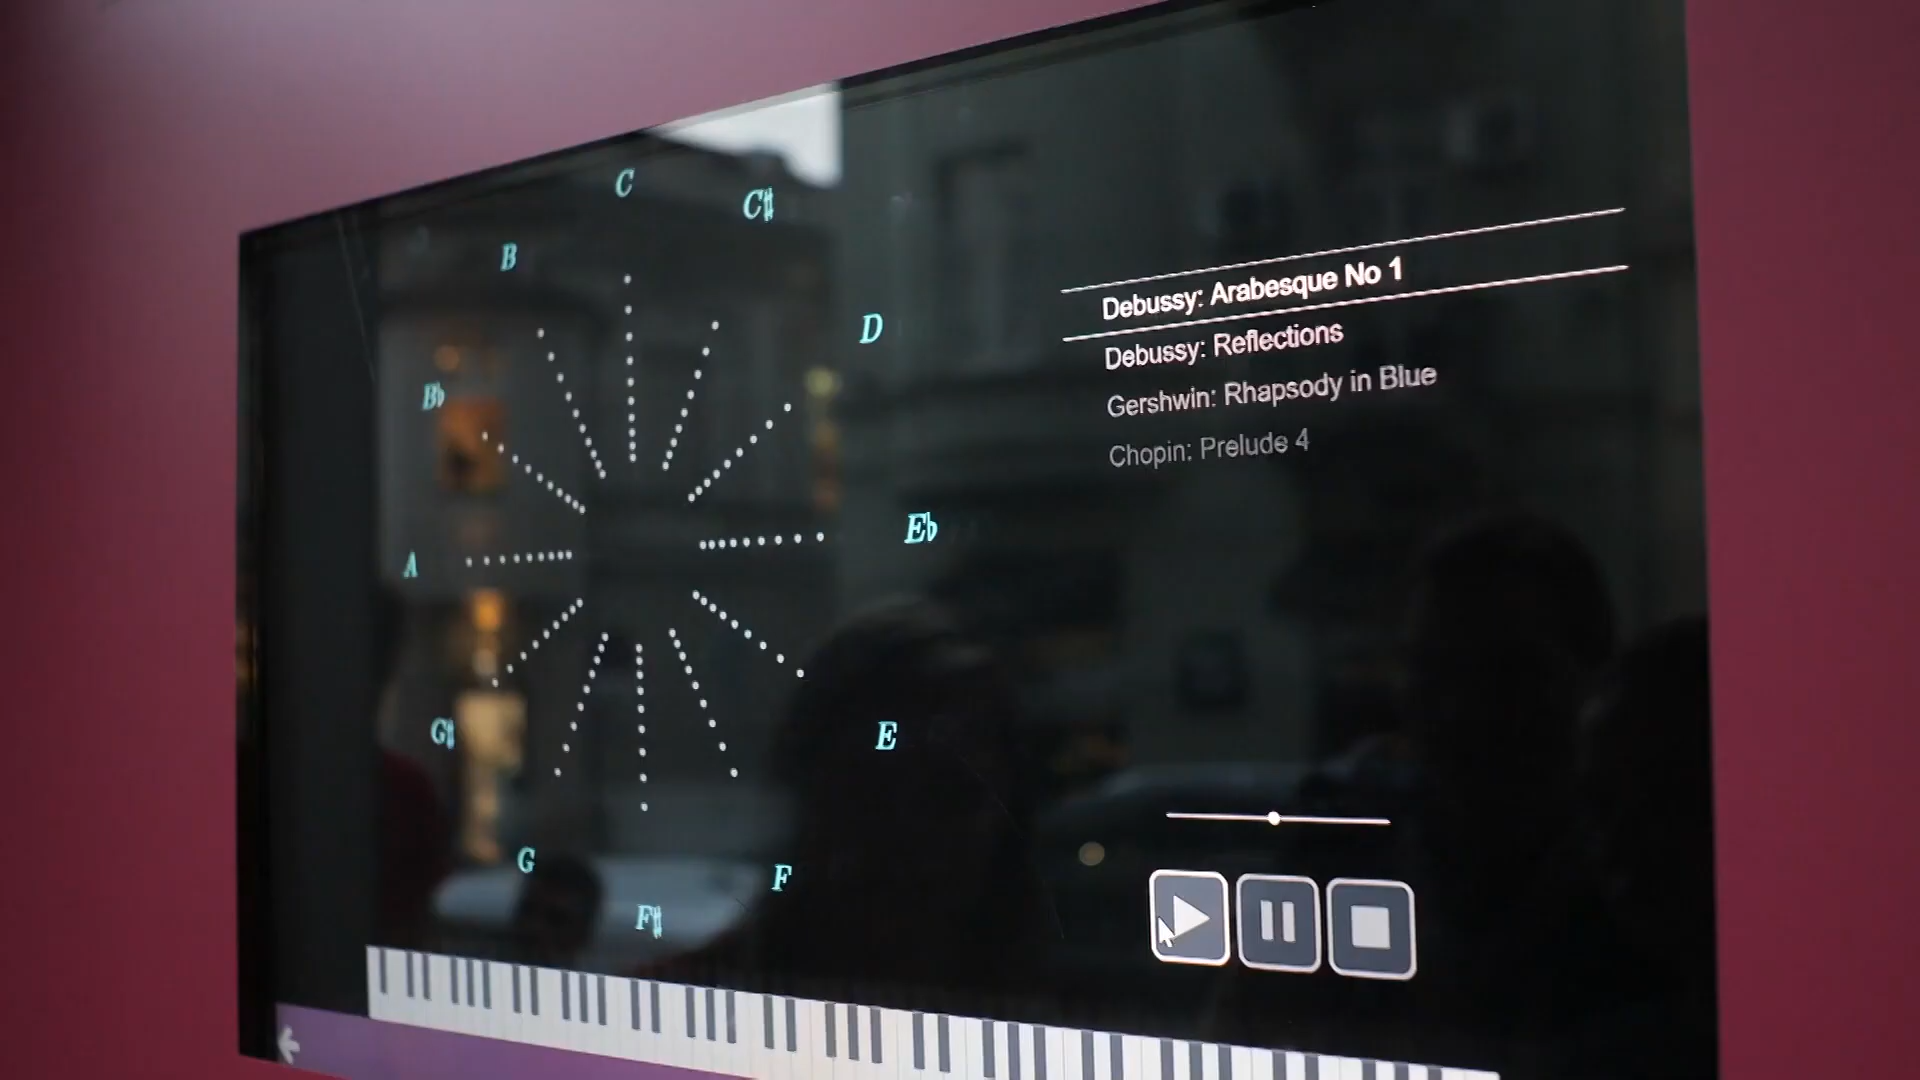 C
C♯
B
D
B♭
E♭
A
G♯
E
G
F
F♯
Debussy: Arabesque No 1
Debussy: Reflections
Gershwin: Rhapsody in Blue
Chopin: Prelude 4